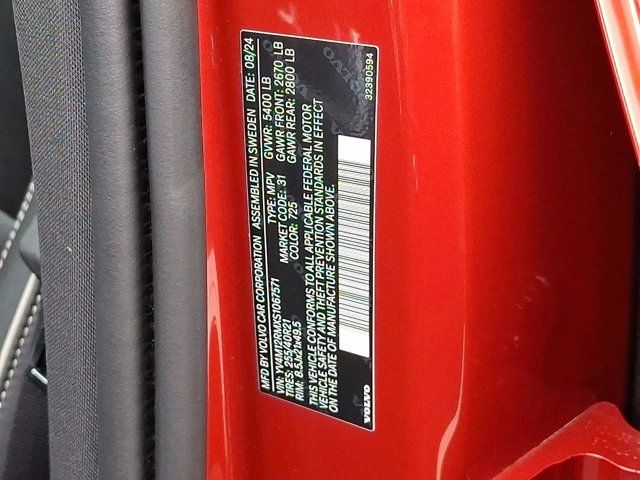 MFD BY VOLVO CAR CORPORATION ASSEMBLED IN SWEDEN DATE: 08/24
VIN: YV4M12RMXS1067571 TYPE: MPV GVWR: 5400 LB
TIRES: 255/40R21 MARKET CODE: 31 GAWR FRONT: 2670 LB
RIM: 8.5Jx21x49.5 COLOR: 725 GAWR REAR: 2800 LB
THIS VEHICLE CONFORMS TO ALL APPLICABLE FEDERAL MOTOR
VEHICLE SAFETY AND THEFT PREVENTION STANDARDS IN EFFECT
ON THE DATE OF MANUFACTURE SHOWN ABOVE.
VOLVO
32390594